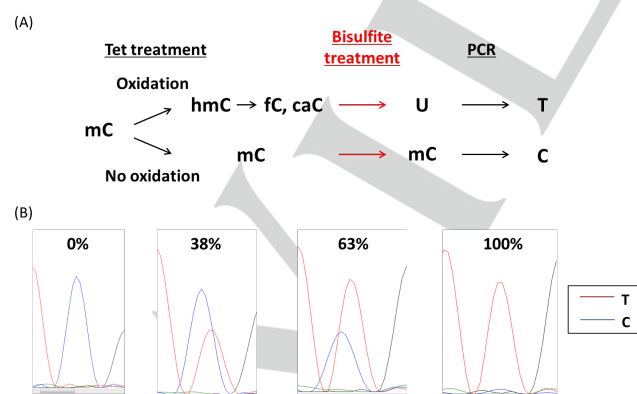 (A)
Tet treatment
Bisulfite treatment
PCR
Oxidation
hmC → fC, caC → U → T
mC
mC → mC → C
No oxidation
(B)
0% 38% 63% 100%
T
C